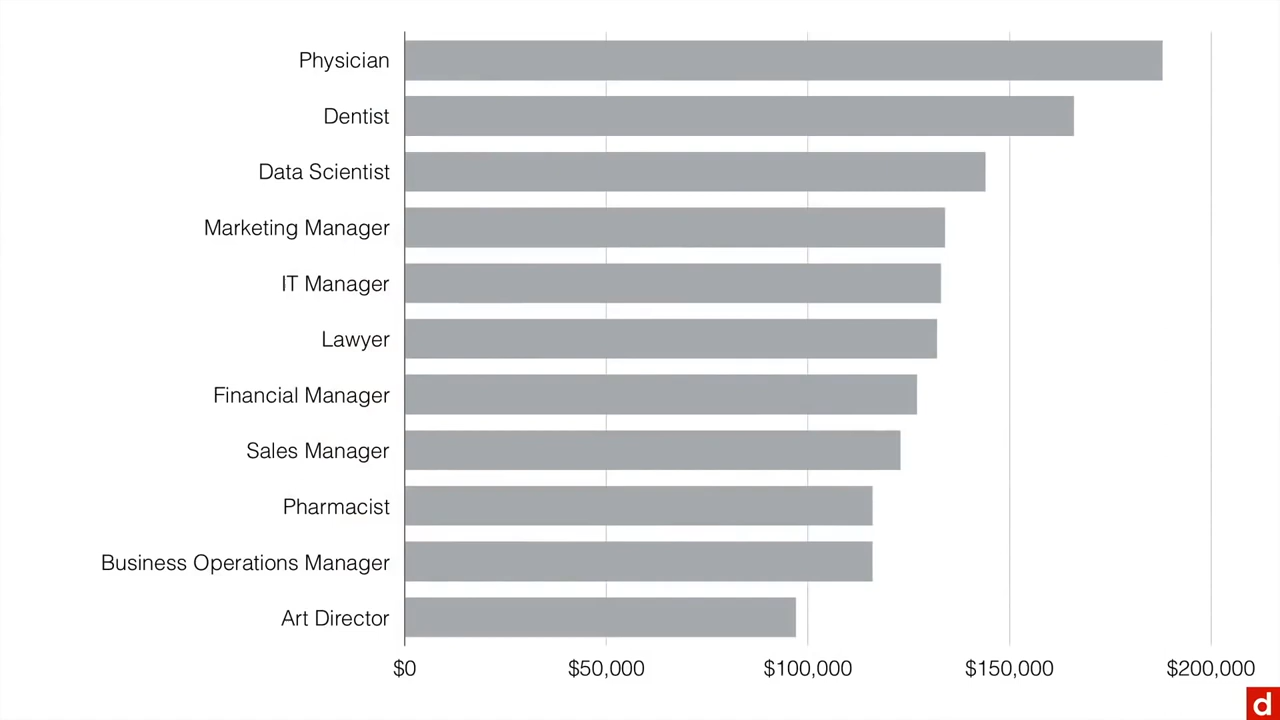 Physician
Dentist
Data Scientist
Marketing Manager
IT Manager
Lawyer
Financial Manager
Sales Manager
Pharmacist
Business Operations Manager
Art Director
$0 $50,000 $100,000 $150,000 $200,000
d